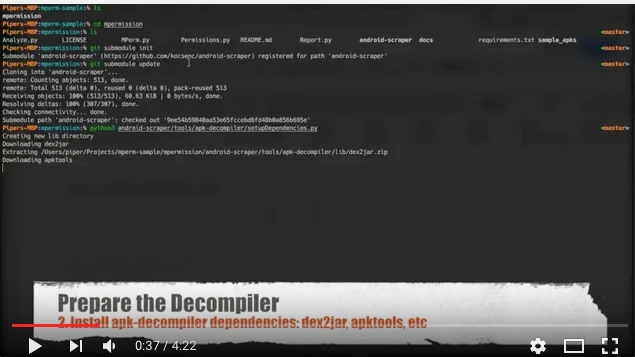 Pipers-MBP:mperm-sample:% ls
mpermission
Pipers-MBP:mperm-sample:% cd mpermission <master>
Pipers-MBP:mpermission:% ls <master>
Analyze.py LICENSE MPerm.py Permissions.py README.md Report.py android-scraper docs requirements.txt sample_apks
Pipers-MBP:mpermission:% git submodule init <master>
Submodule 'android-scraper' (https://github.com/kocsenc/android-scraper) registered for path 'android-scraper'
Pipers-MBP:mpermission:% git submodule update <master>
Cloning into 'android-scraper'...
remote: Counting objects: 513, done.
remote: Total 513 (delta 0), reused 0 (delta 0), pack-reused 513
Receiving objects: 100% (513/513), 60.63 KiB | 0 bytes/s, done.
Resolving deltas: 100% (307/307), done.
Checking connectivity... done.
Submodule path 'android-scraper': checked out
Pipers-MBP:mpermission:% python3 android-scraper/tools/apk-decompiler/setupDependencies.py <master>
Creating new lib directory
Downloading dex2jar
Extracting /Users/piper/Projects/mperm-sample/mpermission/android-scraper/tools/apk-decompiler/lib/dex2jar.zip
Downloading apktools
Prepare the Decompiler
2. Install apk-decompiler dependencies: dex2jar, apktools, etc
0:37 / 4:22